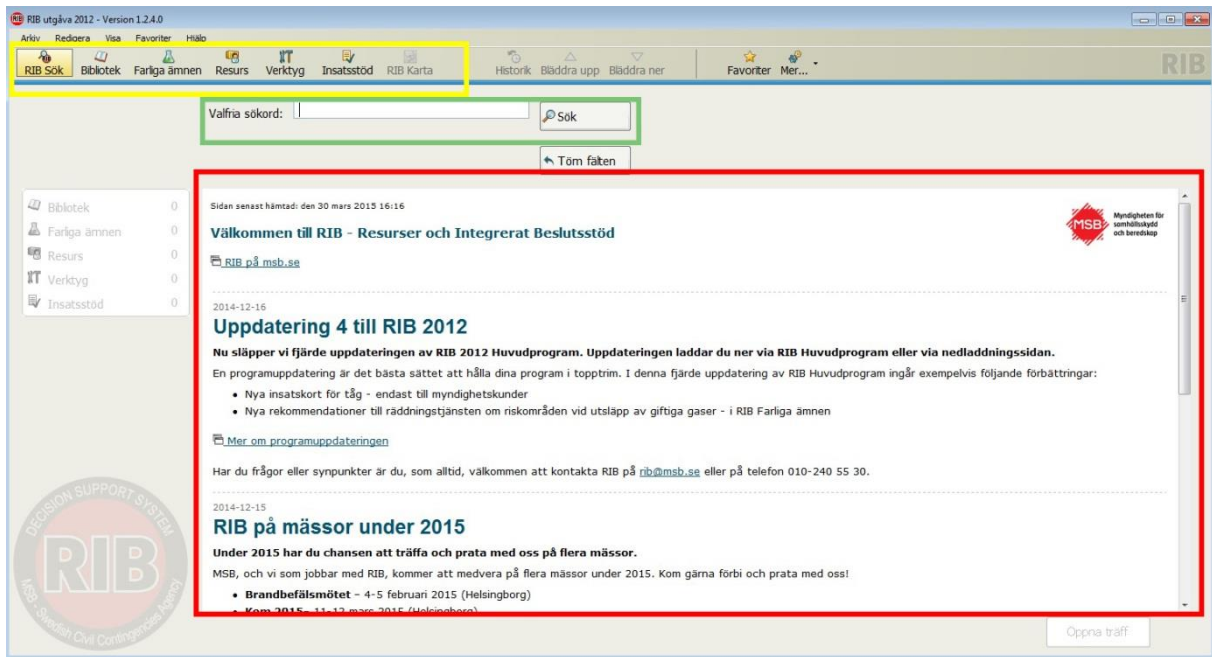 RIB utgåva 2012 - Version 1.2.4.0
Arkiv Redigera Visa Favoriter Hjälp
RIB Sök Bibliotek Farliga ämnen Resurs Verktyg Insatsstöd RIB Karta Historik Bläddra upp Bläddra ner Favoriter Mer... RIB
Valfria sökord: Sök
Töm fälten
Bibliotek 0
Farliga ämnen 0
Resurs 0
Verktyg 0
Insatsstöd 0
Sidan senast hämtad: den 30 mars 2015 16:16
Välkommen till RIB - Resurser och Integrerat Beslutsstöd
RIB på msb.se
MSB
Myndigheten för
samhällsskydd
och beredskap
2014-12-16
Uppdatering 4 till RIB 2012
Nu släpper vi fjärde uppdateringen av RIB 2012 Huvudprogram. Uppdateringen laddar du ner via RIB Huvudprogram eller via nedladdningssidan.
En programuppdatering är det bästa sättet att hålla dina program i topptrim. I denna fjärde uppdatering av RIB Huvudprogram ingår exempelvis följande förbättringar:
• Nya insatskort för tåg - endast till myndighetskunder
• Nya rekommendationer till räddningstjänsten om riskområden vid utsläpp av giftiga gaser - i RIB Farliga ämnen
Mer om programuppdateringen
Har du frågor eller synpunkter är du, som alltid, välkommen att kontakta RIB på rib@msb.se eller på telefon 010-240 55 30.
2014-12-15
RIB på mässor under 2015
Under 2015 har du chansen att träffa och prata med oss på flera mässor.
MSB, och vi som jobbar med RIB, kommer att medvera på flera mässor under 2015. Kom gärna förbi och prata med oss!
• Brandbefälsmötet – 4-5 februari 2015 (Helsingborg)
• Kom 2015– 11-12 mars 2015 (Helsingborg)
DECISION SUPPORT SYSTEM
RIB
MSB - Swedish Civil Contingencies Agency
Öppna träff